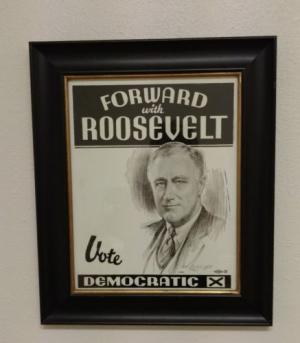 FORWARD
with
ROOSEVELT
Vote
DEMOCRATIC